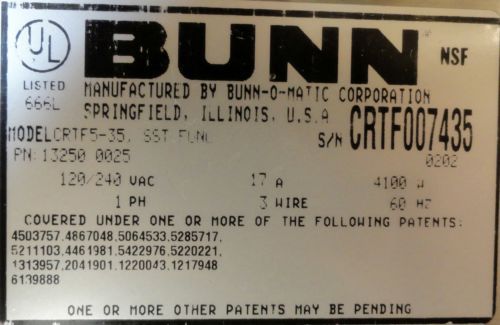 UL
BUNN
NSF
LISTED
666L
MANUFACTURED BY BUNN-O-MATIC CORPORATION
SPRINGFIELD, ILLINOIS, U.S.A
MODEL CRTF5-35, SST FUNL
S/N CRTF007435
PN: 13250 0025
0202
120/240 VAC 17 A 4100 W
1 PH 3 WIRE 60 HZ
COVERED UNDER ONE OR MORE OF THE FOLLOWING PATENTS:
4503757,4867048,5064533,5285717,
5211103,4461981,5422976,5220221,
1313957,2041901,1220043,1217948
6139888
ONE OR MORE OTHER PATENTS MAY BE PENDING